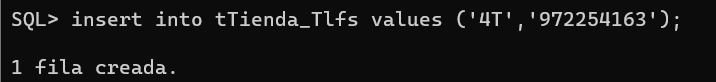 SQL> insert into tTienda_Tlfs values ('4T','972254163');
1 fila creada.